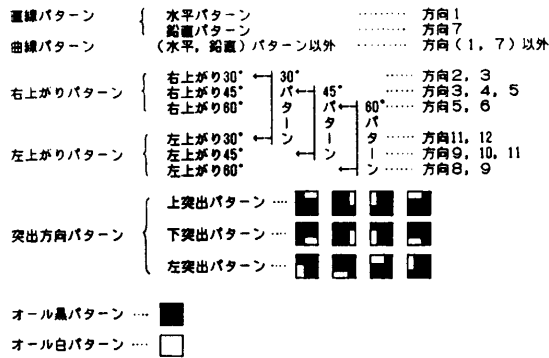 直線パターン { 水平パターン ……… 方向1
鉛直パターン ……… 方向7
曲線パターン (水平, 鉛直) パターン以外 ……… 方向(1, 7)以外
右上がりパターン { 右上がり30° 30°パターン …… 方向2, 3
右上がり45° 45°パターン …… 方向3, 4, 5
右上がり60° 60°パターン …… 方向5, 6
左上がりパターン { 左上がり30° …… 方向11, 12
左上がり45° …… 方向9, 10, 11
左上がり60° …… 方向8, 9
突出方向パターン { 上突出パターン ‥‥
下突出パターン ‥‥
左突出パターン ‥‥
オール黒パターン ‥‥
オール白パターン ‥‥